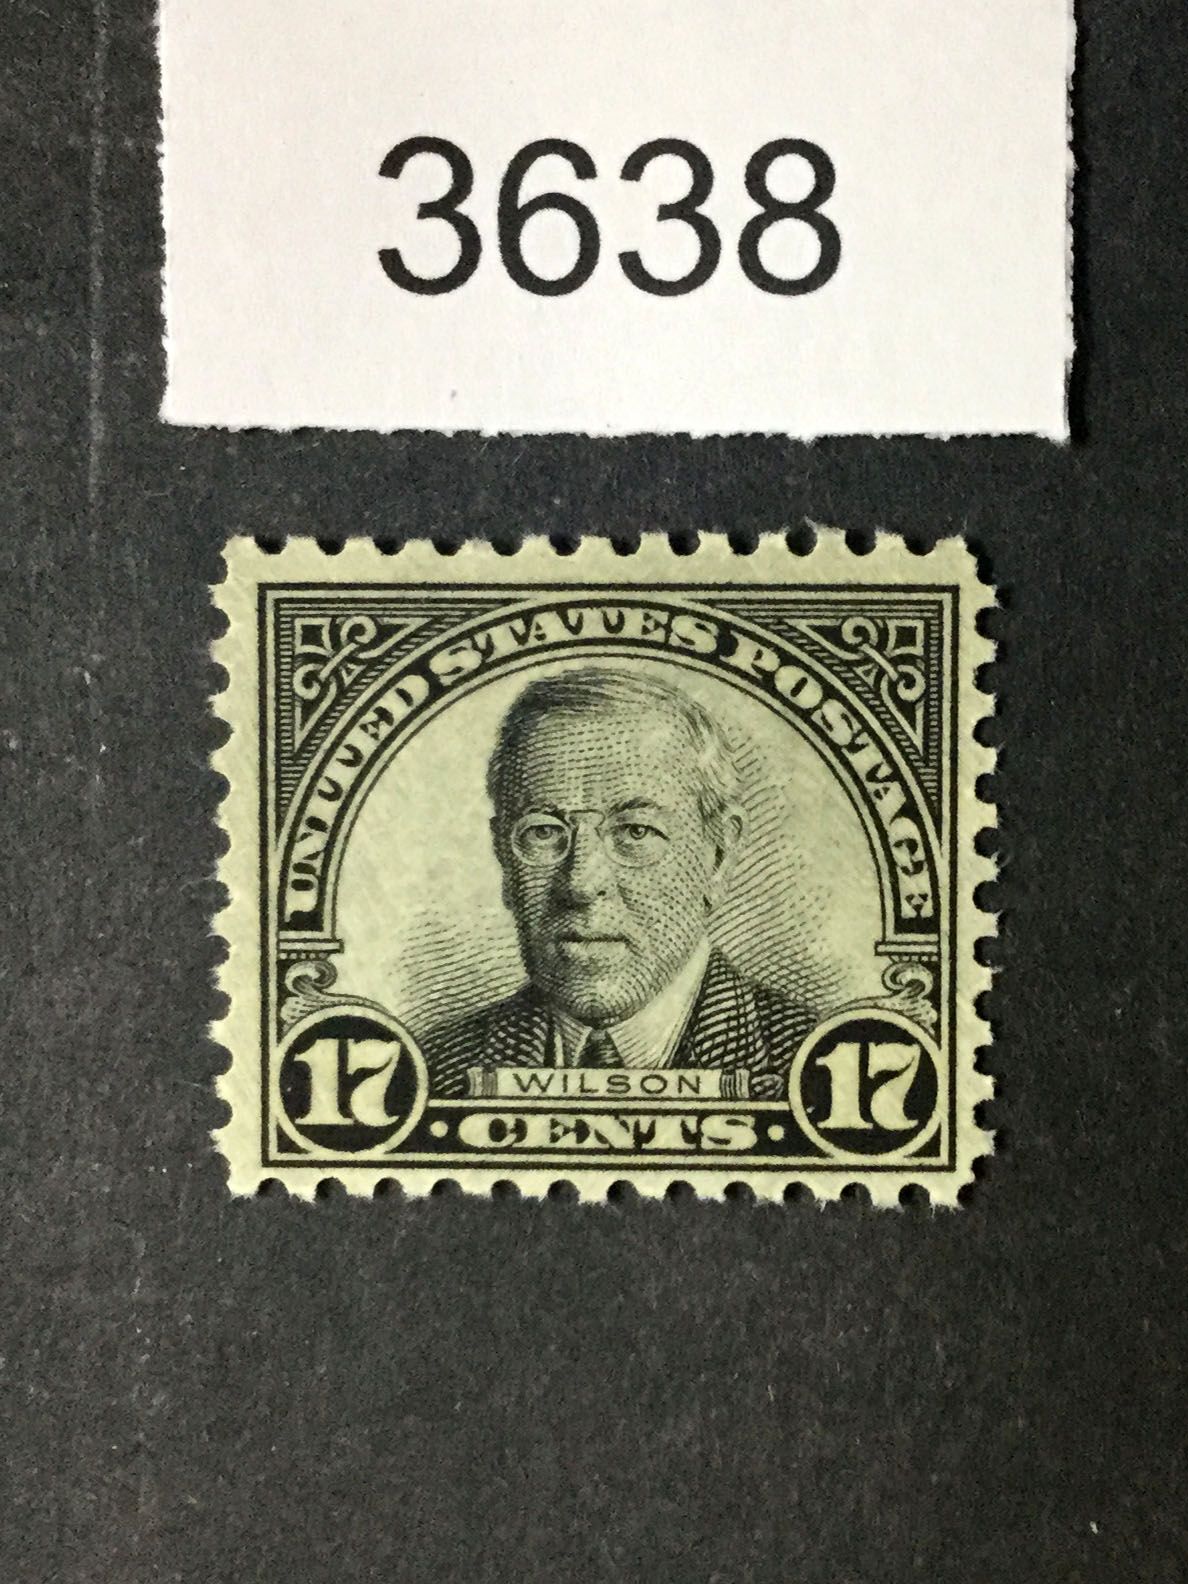 3638
UNITED STATES POSTAGE
WILSON
17 · CENTS · 17